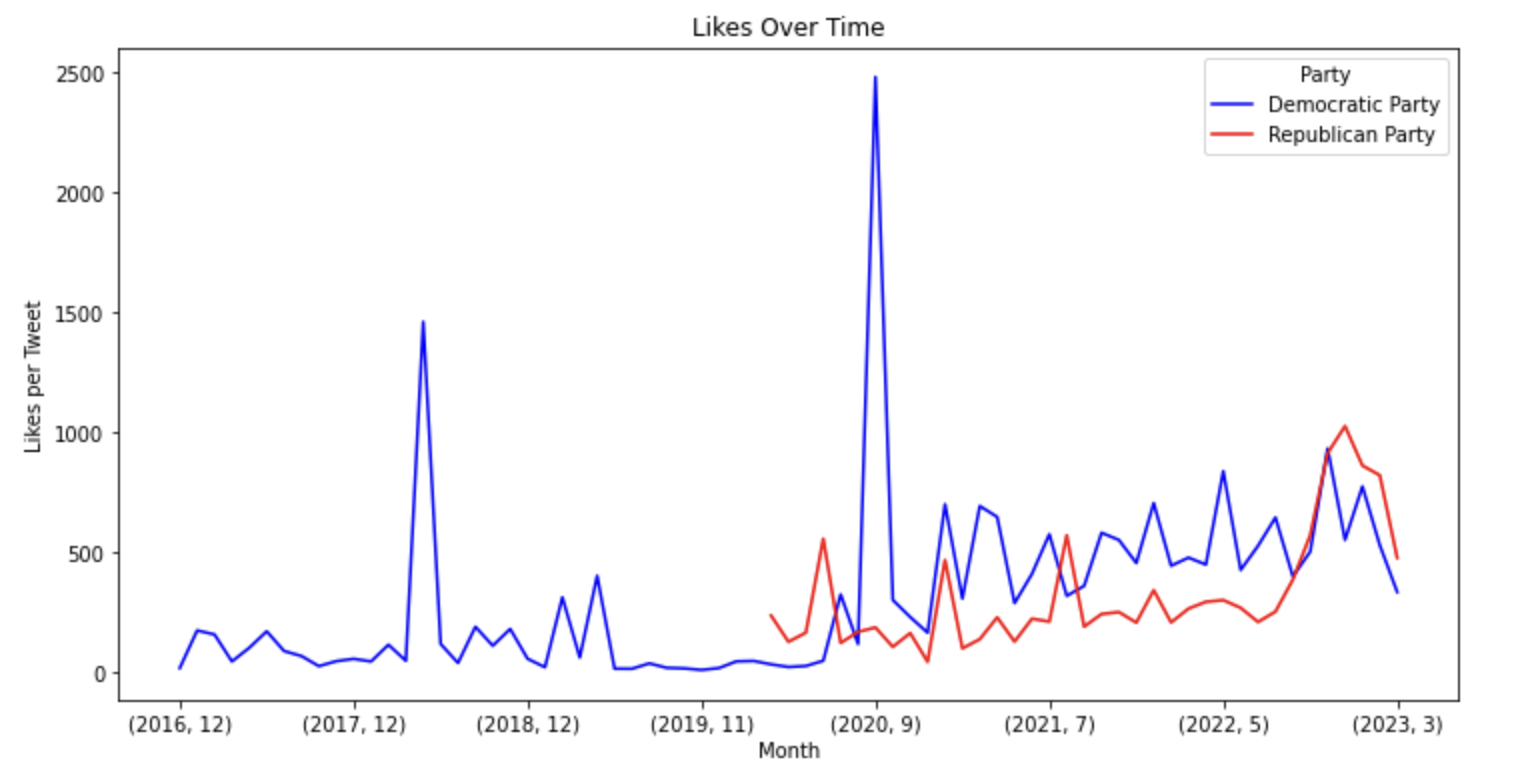 Likes Over Time
Party
Democratic Party
Republican Party
Likes per Tweet
2500
2000
1500
1000
500
0
(2016, 12) (2017, 12) (2018, 12) (2019, 11) (2020, 9) (2021, 7) (2022, 5) (2023, 3)
Month